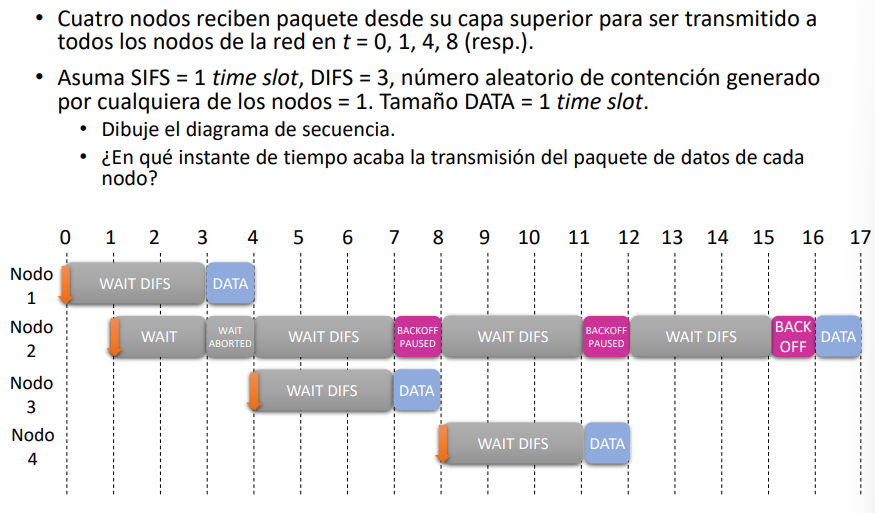 • Cuatro nodos reciben paquete desde su capa superior para ser transmitido a
todos los nodos de la red en t = 0, 1, 4, 8 (resp.).
• Asuma SIFS = 1 time slot, DIFS = 3, número aleatorio de contención generado
por cualquiera de los nodos = 1. Tamaño DATA = 1 time slot.
• Dibuje el diagrama de secuencia.
• ¿En qué instante de tiempo acaba la transmisión del paquete de datos de cada
nodo?
0 1 2 3 4 5 6 7 8 9 10 11 12 13 14 15 16 17
Nodo
1
WAIT DIFS
DATA
Nodo
2
WAIT
WAIT
ABORTED
WAIT DIFS
BACKOFF
PAUSED
WAIT DIFS
BACKOFF
PAUSED
WAIT DIFS
BACK
OFF
DATA
Nodo
3
WAIT DIFS
DATA
Nodo
4
WAIT DIFS
DATA